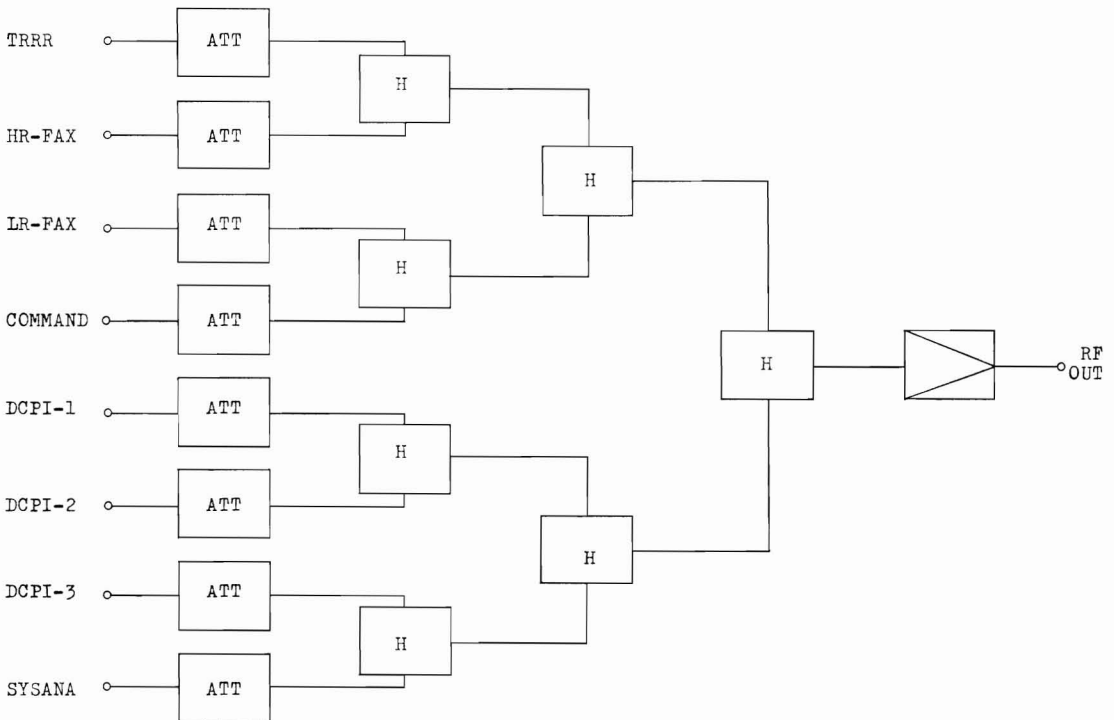 TRRR ATT
H
HR-FAX ATT
H
LR-FAX ATT
H
COMMAND ATT
H RF
OUT
DCPI-1 ATT
H
DCPI-2 ATT
H
DCPI-3 ATT
H
SYSANA ATT